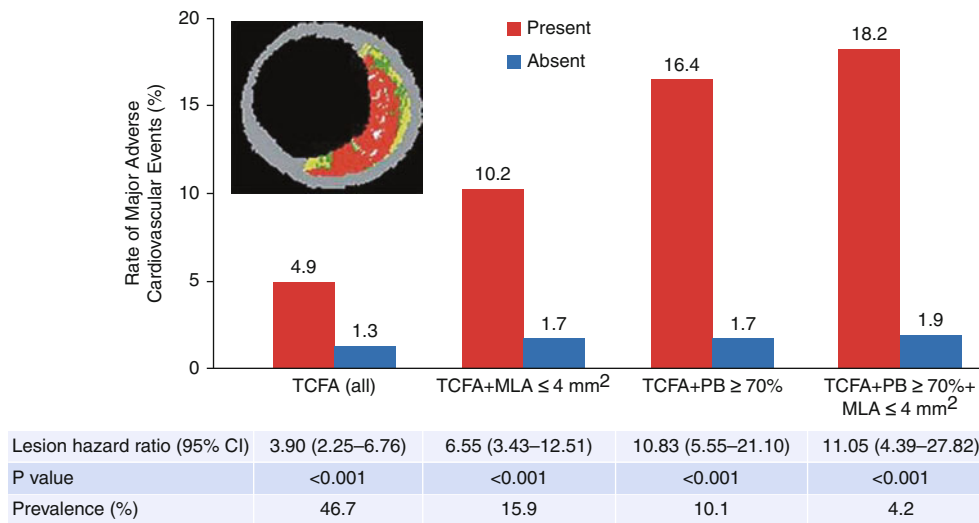 20
15
10
5
0
Rate of Major Adverse
Cardiovascular Events (%)
Present
Absent
4.9
1.3
10.2
1.7
16.4
1.7
18.2
1.9
TCFA (all)
TCFA+MLA ≤ 4 mm²
TCFA+PB ≥ 70%
TCFA+PB ≥ 70%+
MLA ≤ 4 mm²
Lesion hazard ratio (95% CI) 3.90 (2.25–6.76) 6.55 (3.43–12.51) 10.83 (5.55–21.10) 11.05 (4.39–27.82)
P value <0.001 <0.001 <0.001 <0.001
Prevalence (%) 46.7 15.9 10.1 4.2